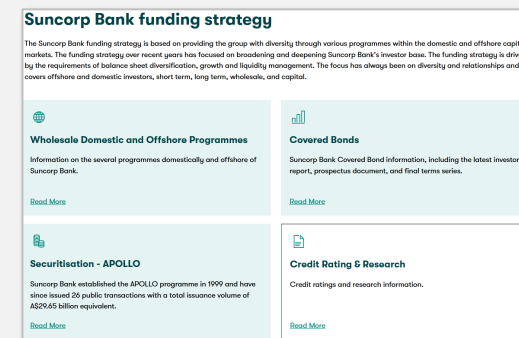 Suncorp Bank funding strategy
The Suncorp Bank funding strategy is based on providing the group with diversity through various programmes within the domestic and offshore
markets. The funding strategy over recent years has focused on broadening and deepening Suncorp Bank's investor base. The funding strategy is
by the requirements of balance sheet diversification, growth and liquidity management. The focus has always been on diversity and relationships and
covers offshore and domestic investors, short term, long term, wholesale, and capital.
Wholesale Domestic and Offshore Programmes
Information on the several programmes domestically and offshore of
Suncorp Bank.
Read More
Covered Bonds
Suncorp Bank Covered Bond information, including the latest investor
report, prospectus document, and final terms series.
Read More
Securitisation - APOLLO
Suncorp Bank established the APOLLO programme in 1999 and have
since issued 26 public transactions with a total issuance volume of
A$29.65 billion equivalent.
Read More
Credit Rating & Research
Credit ratings and research information.
Read More